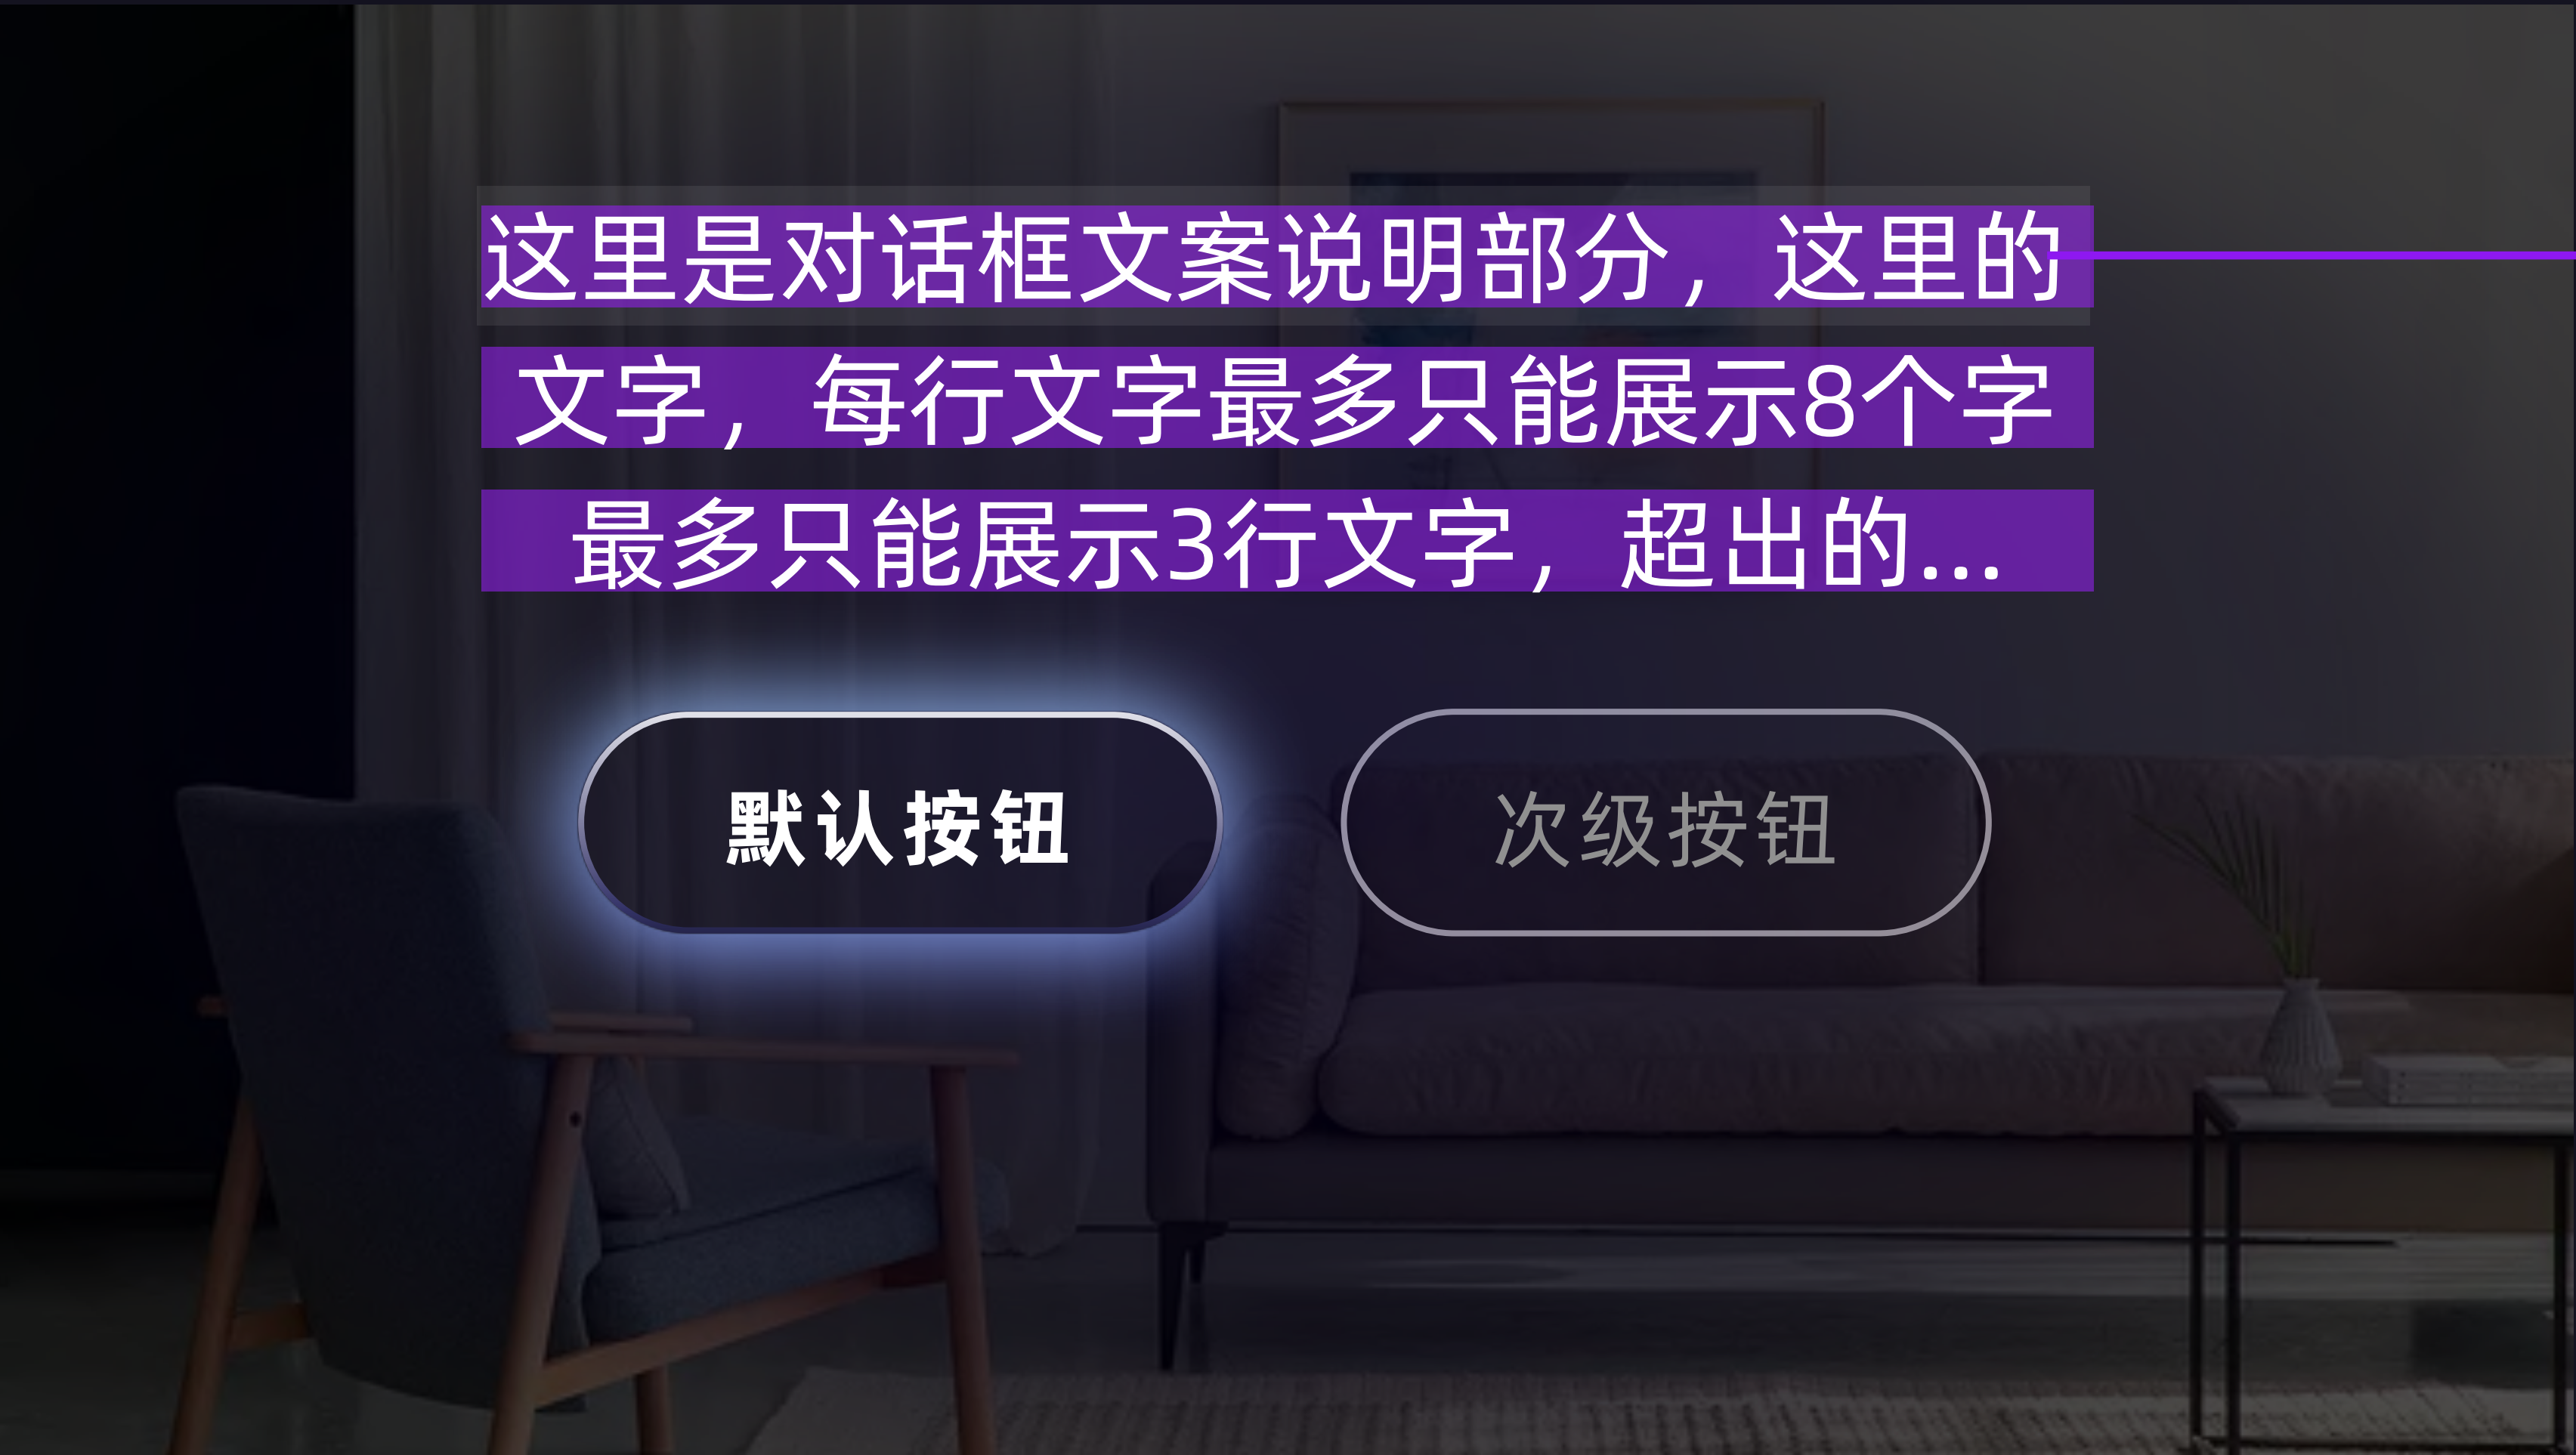 这里是对话框文案说明部分，这里的
文字，每行文字最多只能展示8个字
最多只能展示3行文字，超出的...
默认按钮
次级按钮